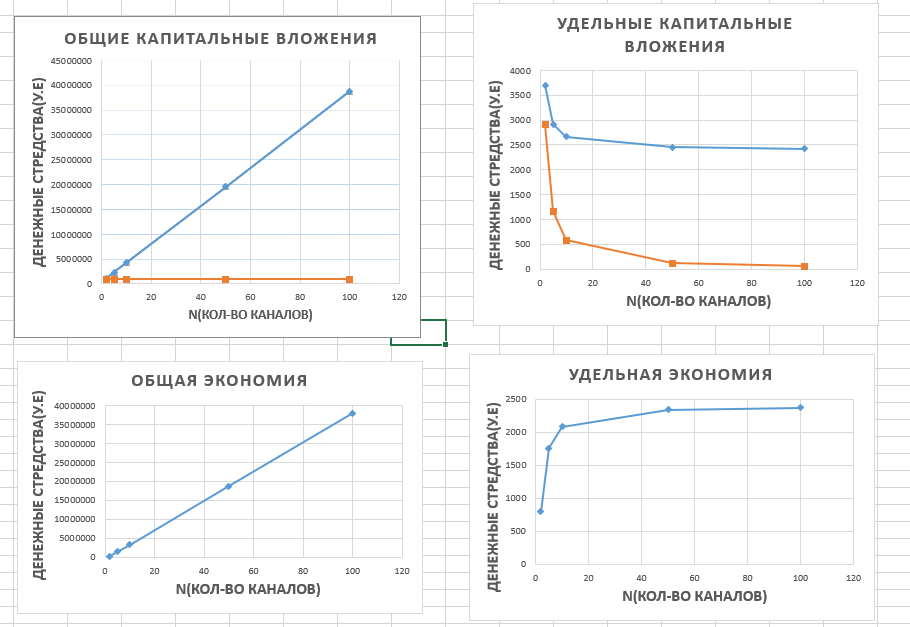 ОБЩИЕ КАПИТАЛЬНЫЕ ВЛОЖЕНИЯ
ДЕНЕЖНЫЕ СТРЕДСТВА(У.Е)
45000000
40000000
35000000
30000000
25000000
20000000
15000000
10000000
5000000
0
0 20 40 60 80 100 120
N(КОЛ-ВО КАНАЛОВ)
УДЕЛЬНЫЕ КАПИТАЛЬНЫЕ
ВЛОЖЕНИЯ
ДЕНЕЖНЫЕ СТРЕДСТВА(У.Е)
4000
3500
3000
2500
2000
1500
1000
500
0
0 20 40 60 80 100 120
N(КОЛ-ВО КАНАЛОВ)
ОБЩАЯ ЭКОНОМИЯ
ДЕНЕЖНЫЕ СТРЕДСТВА(У.Е)
40000000
35000000
30000000
25000000
20000000
15000000
10000000
5000000
0
0 20 40 60 80 100 120
N(КОЛ-ВО КАНАЛОВ)
УДЕЛЬНАЯ ЭКОНОМИЯ
ДЕНЕЖНЫЕ СТРЕДСТВА(У.Е)
2500
2000
1500
1000
500
0
0 20 40 60 80 100 120
N(КОЛ-ВО КАНАЛОВ)